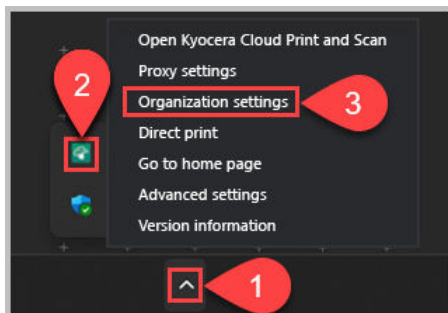 Open Kyocera Cloud Print and Scan
Proxy settings
2
Organization settings
3
Direct print
Go to home page
Advanced settings
Version information
1